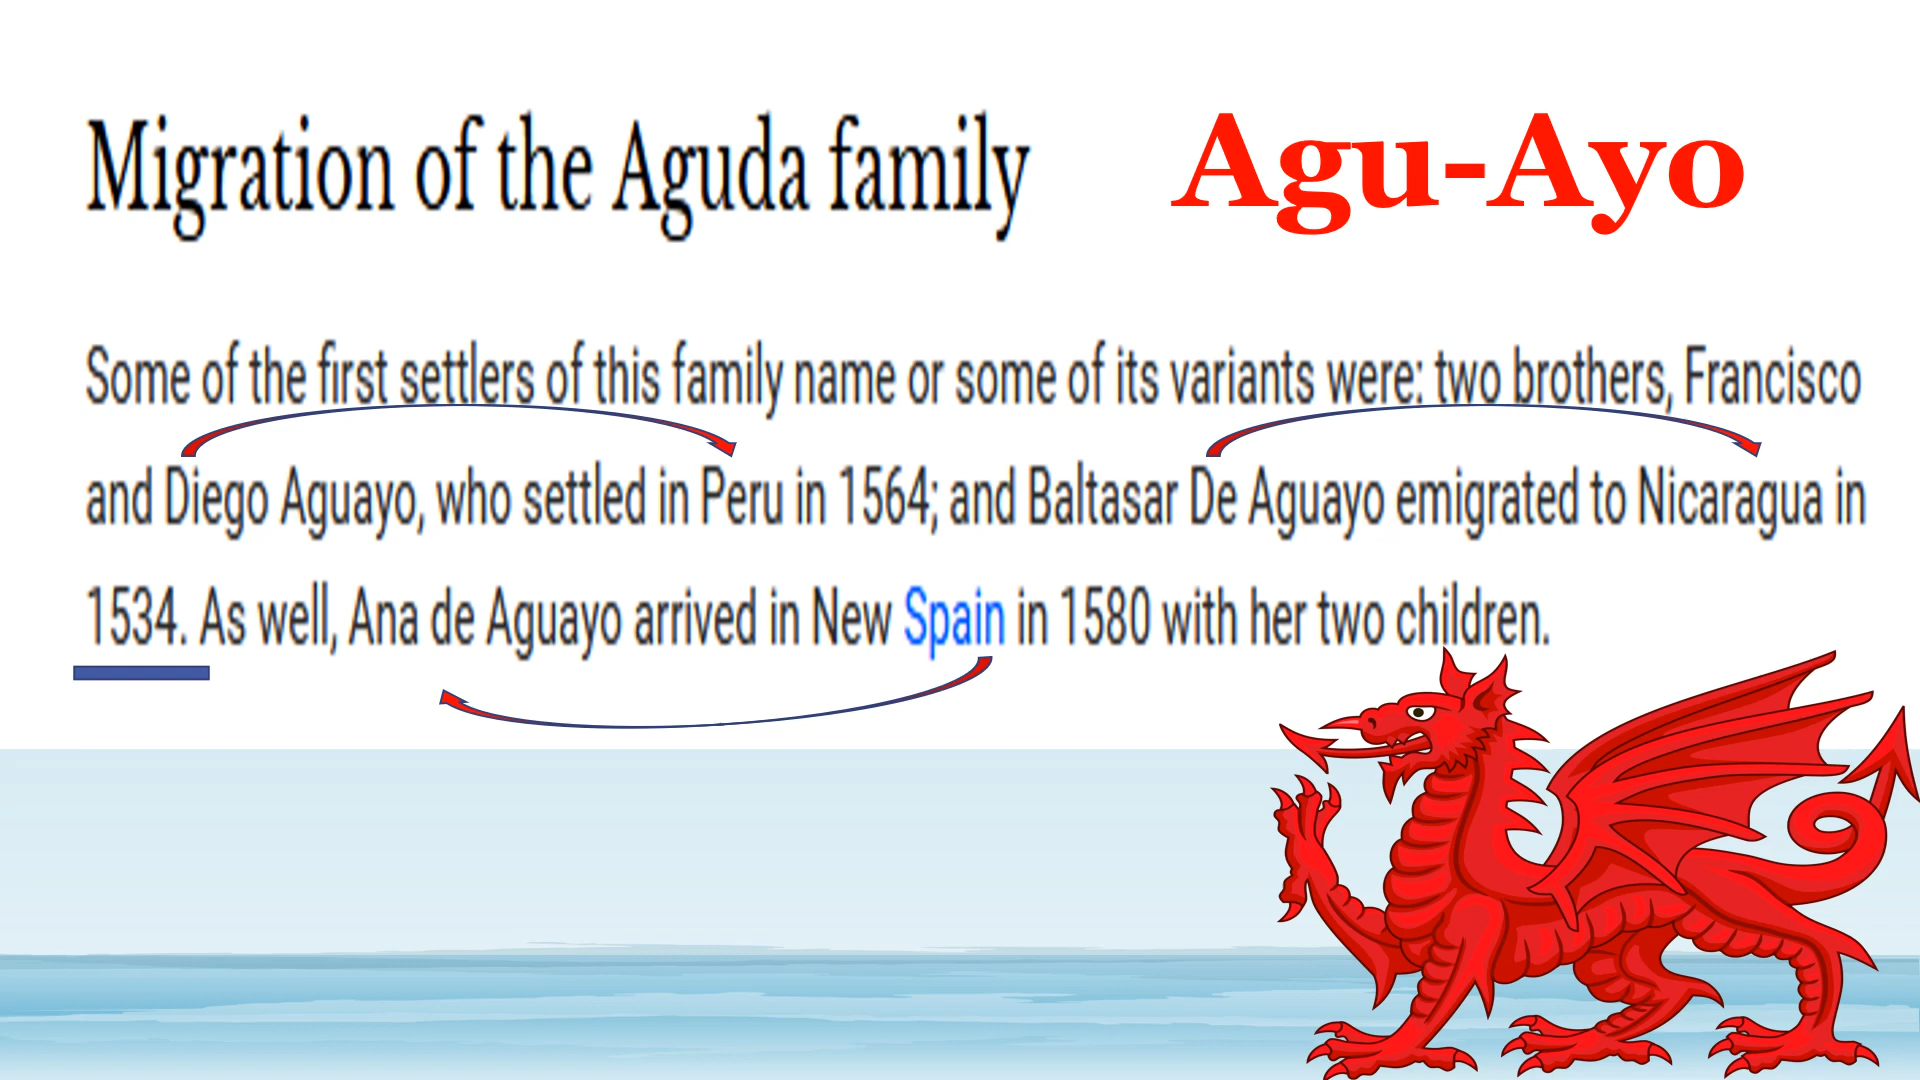 Migration of the Aguda family
Agu-Ayo
Some of the first settlers of this family name or some of its variants were: two brothers, Francisco
and Diego Aguayo, who settled in Peru in 1564; and Baltasar De Aguayo emigrated to Nicaragua in
1534. As well, Ana de Aguayo arrived in New Spain in 1580 with her two children.